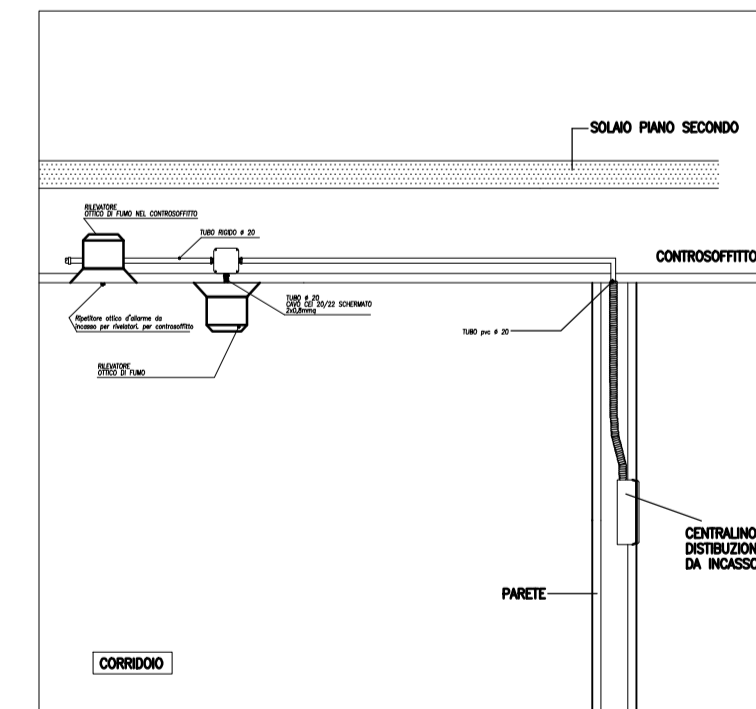 SOLAIO PIANO SECONDO
RILEVATORE
OTTICO DI FUMO NEL CONTROSOFFITTO
TUBO RIGIDO ø 20
CONTROSOFFITTO
TUBO ø 20
CAVO CEI 20/22 SCHERMATO
2x0,8mmq
Ripetitore ottico d'allarme da
incasso per rivelatori. per controsoffitto
TUBO pvc ø 20
RILEVATORE
OTTICO DI FUMO
CENTRALINO
DISTIBUZION
DA INCASSO
PARETE
CORRIDOIO